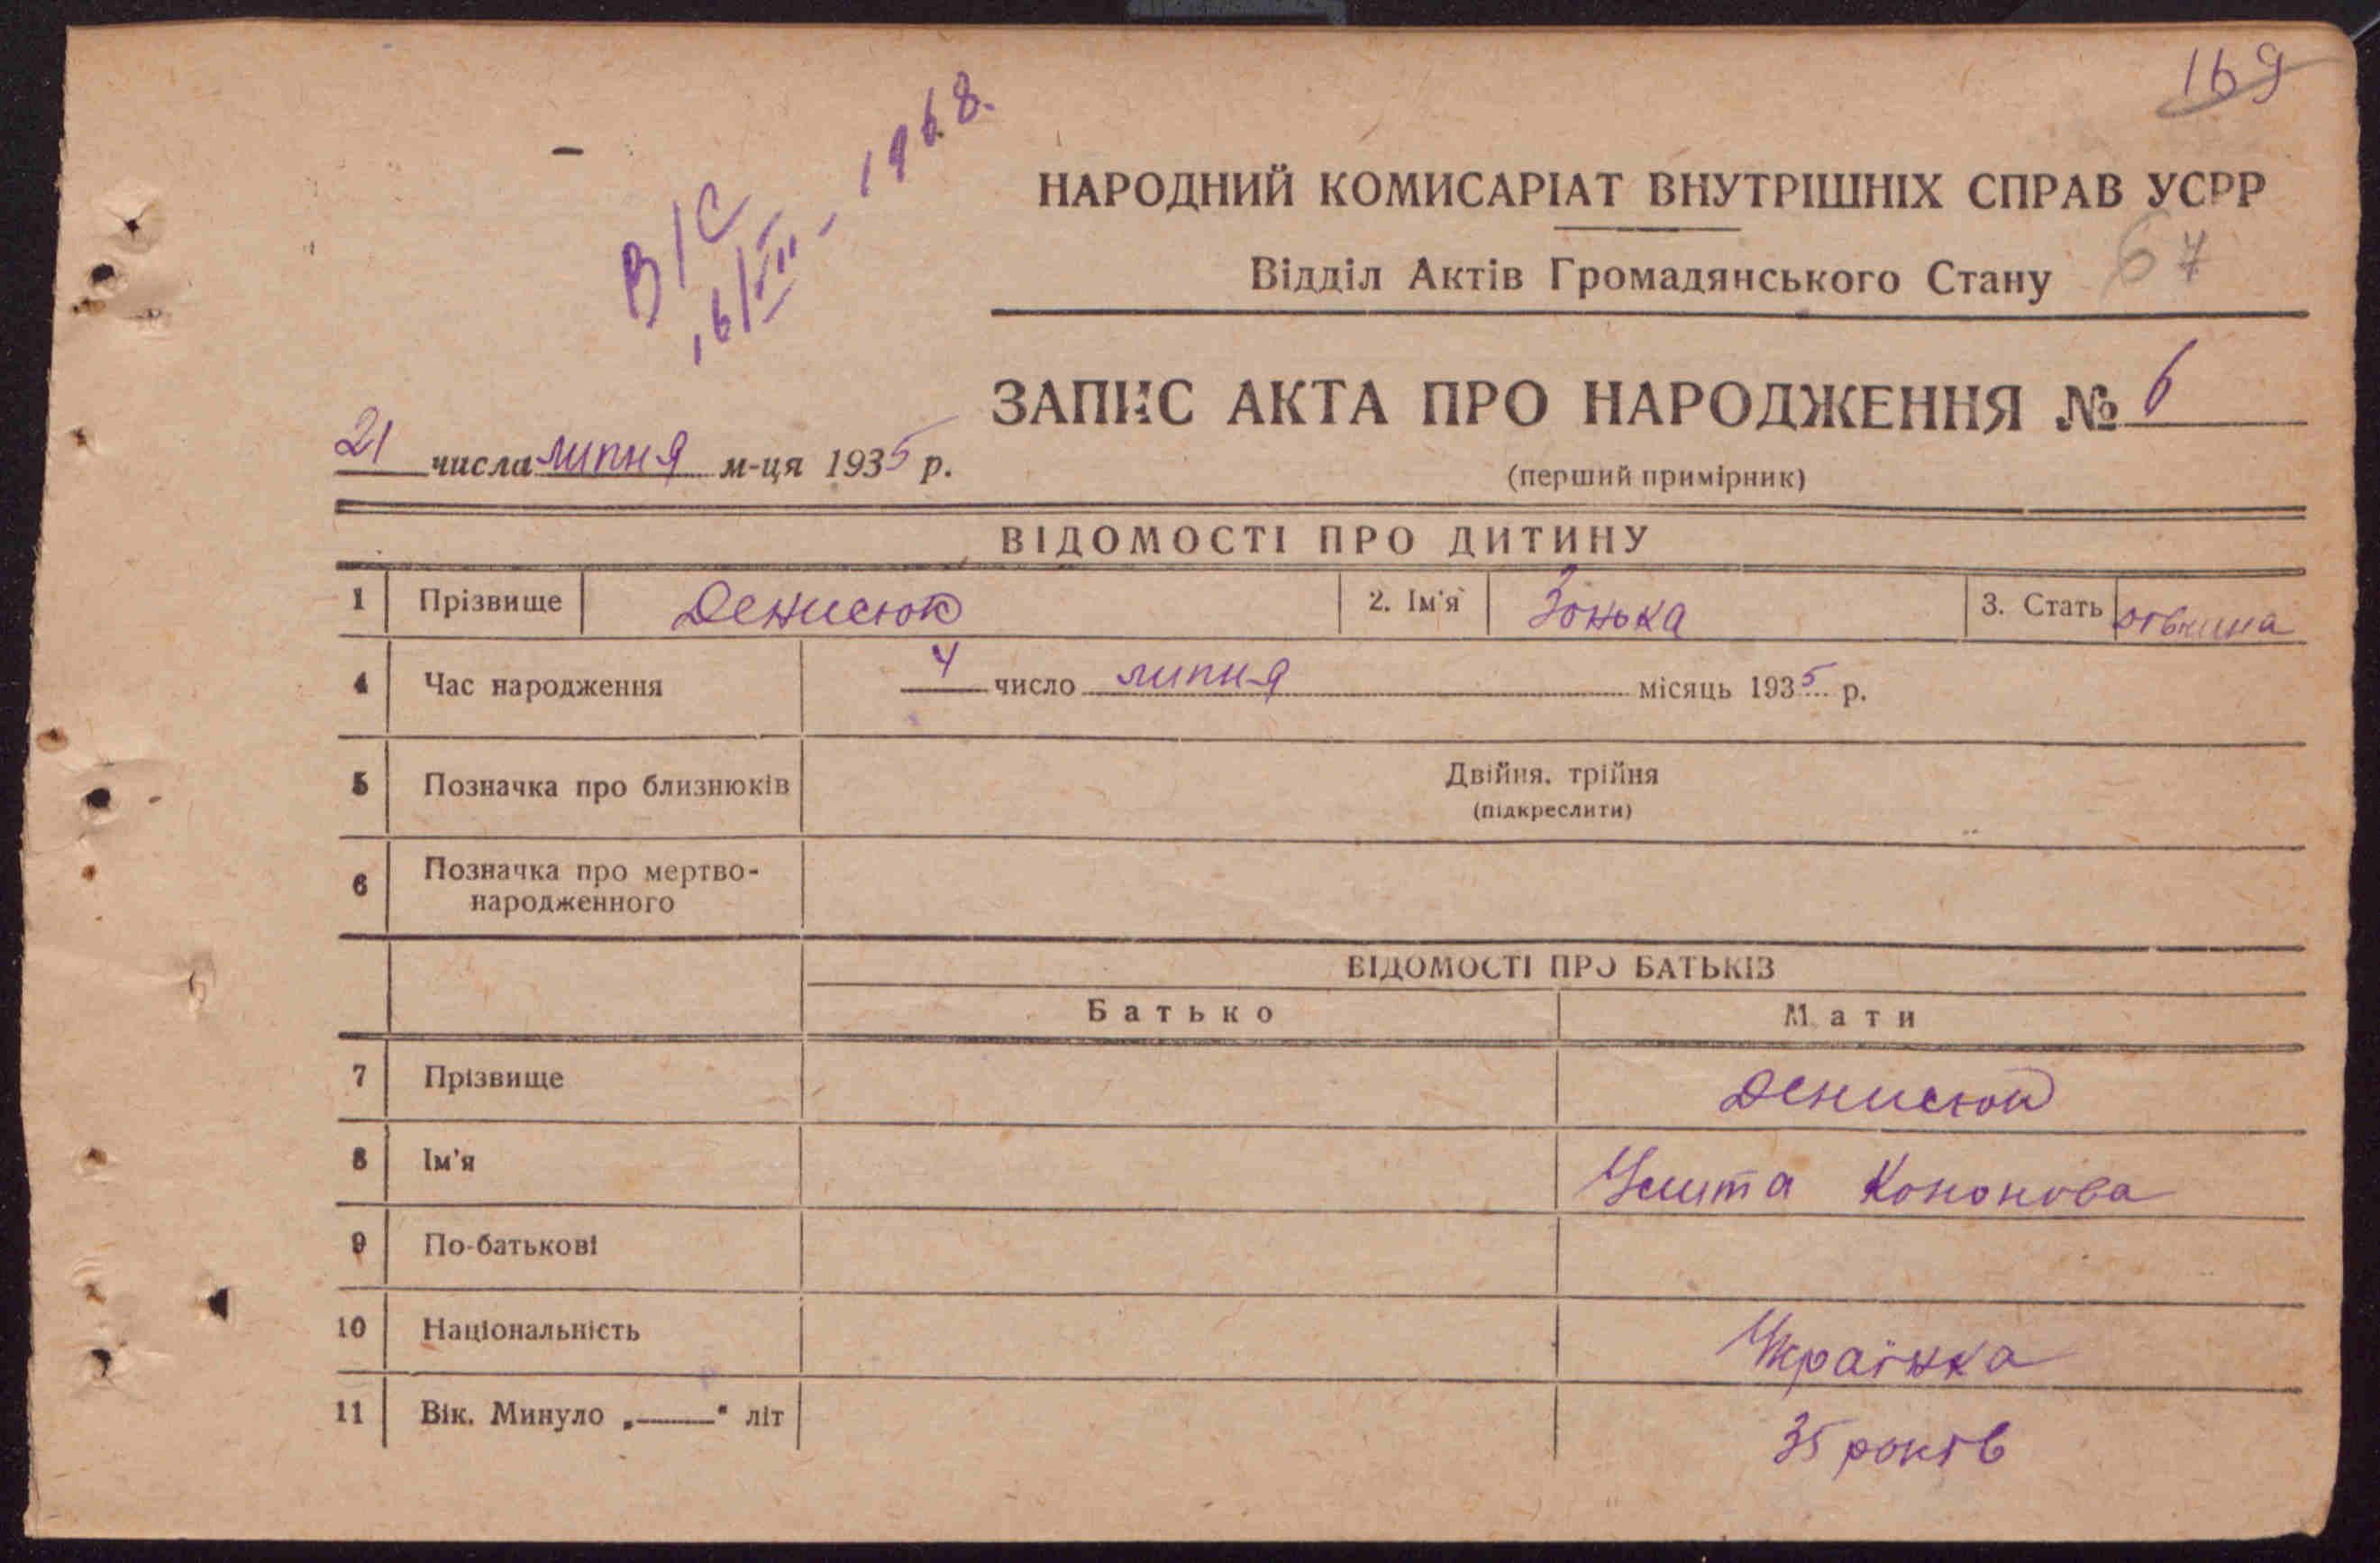 169
В/С
16/VII - 1968.
НАРОДНИЙ КОМИСАРІАТ ВНУТРІШНІХ СПРАВ УСРР
Відділ Актів Громадянського Стану 67
ЗАПИС АКТА ПРО НАРОДЖЕННЯ № 6
21 числа липня м-ця 1935 р.
(перший примірник)
ВІДОМОСТІ ПРО ДИТИНУ
1 Прізвище Денисюк 2. Ім'я Зонька 3. Стать
4 Час народження 4 число липня місяць 1935 р.
5 Позначка про близнюків Двійня, трійня
(підкреслити)
6 Позначка про мертво-
народженного
ВІДОМОСТІ ПРО БАТЬКІВ
Батько Мати
7 Прізвище Денисюк
8 Ім'я Кононова
9 По-батькові
10 Національність Українка
11 Вік. Минуло „——“ літ 35 років